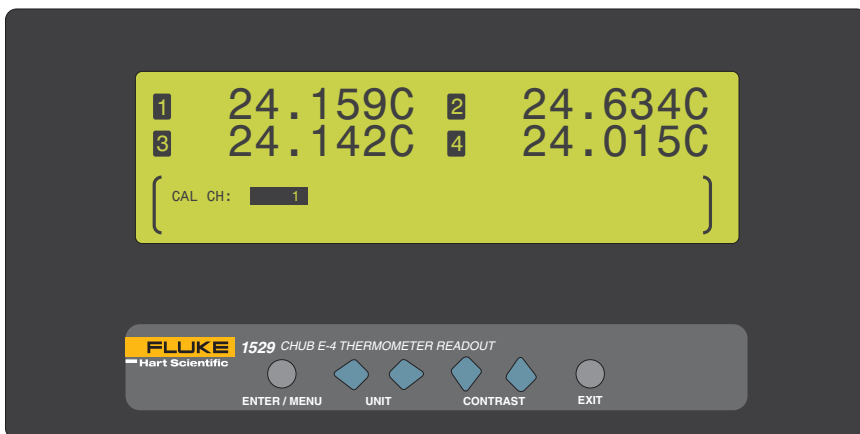 1 24.159C 2 24.634C
3 24.142C 4 24.015C
CAL CH: 1
FLUKE
Hart Scientific
1529 CHUB E-4 THERMOMETER READOUT
ENTER / MENU UNIT CONTRAST EXIT